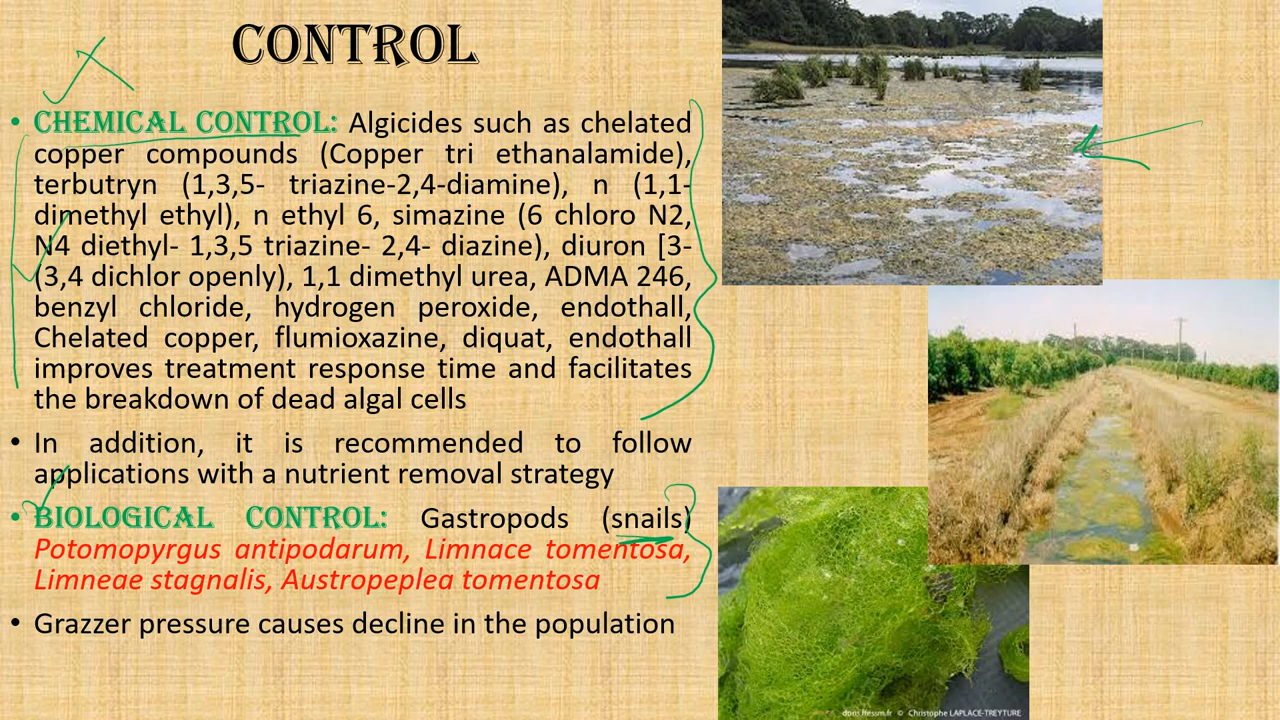 CONTROL
• CHEMICAL CONTROL: Algicides such as chelated
copper compounds (Copper tri ethanalamide),
terbutryn (1,3,5- triazine-2,4-diamine), n (1,1-
dimethyl ethyl), n ethyl 6, simazine (6 chloro N2,
N4 diethyl- 1,3,5 triazine- 2,4- diazine), diuron [3-
(3,4 dichlor openly), 1,1 dimethyl urea, ADMA 246,
benzyl chloride, hydrogen peroxide, endothall,
Chelated copper, flumioxazine, diquat, endothall
improves treatment response time and facilitates
the breakdown of dead algal cells
• In addition, it is recommended to follow
applications with a nutrient removal strategy
• BIOLOGICAL CONTROL: Gastropods (snails)
Potomopyrgus antipodarum, Limnace tomentosa,
Limneae stagnalis, Austropeplea tomentosa
• Grazzer pressure causes decline in the population
doris.ffessm.fr © Christophe LAPLACE-TREYTURE